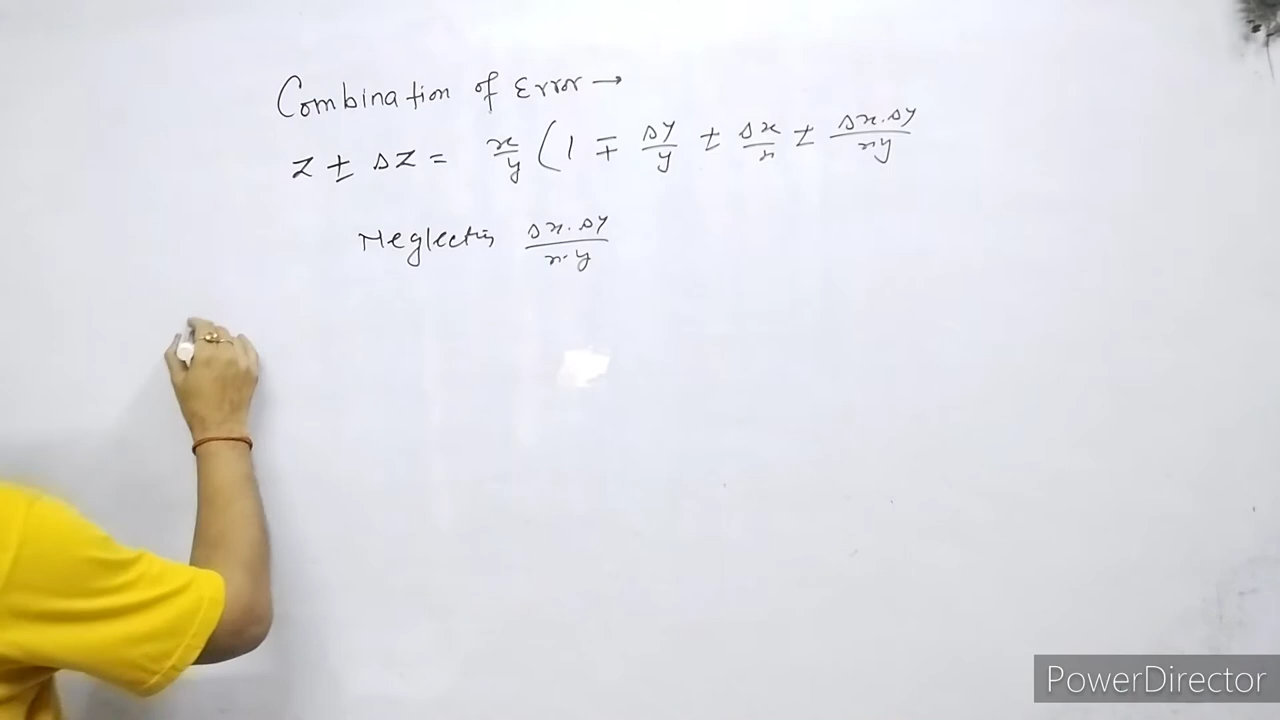 Combination of Error →
z ± Δz = x/y (1 ∓ Δy/y ± Δx/x ± Δx.Δy/xy
Neglecting Δx.Δy/x.y
PowerDirector